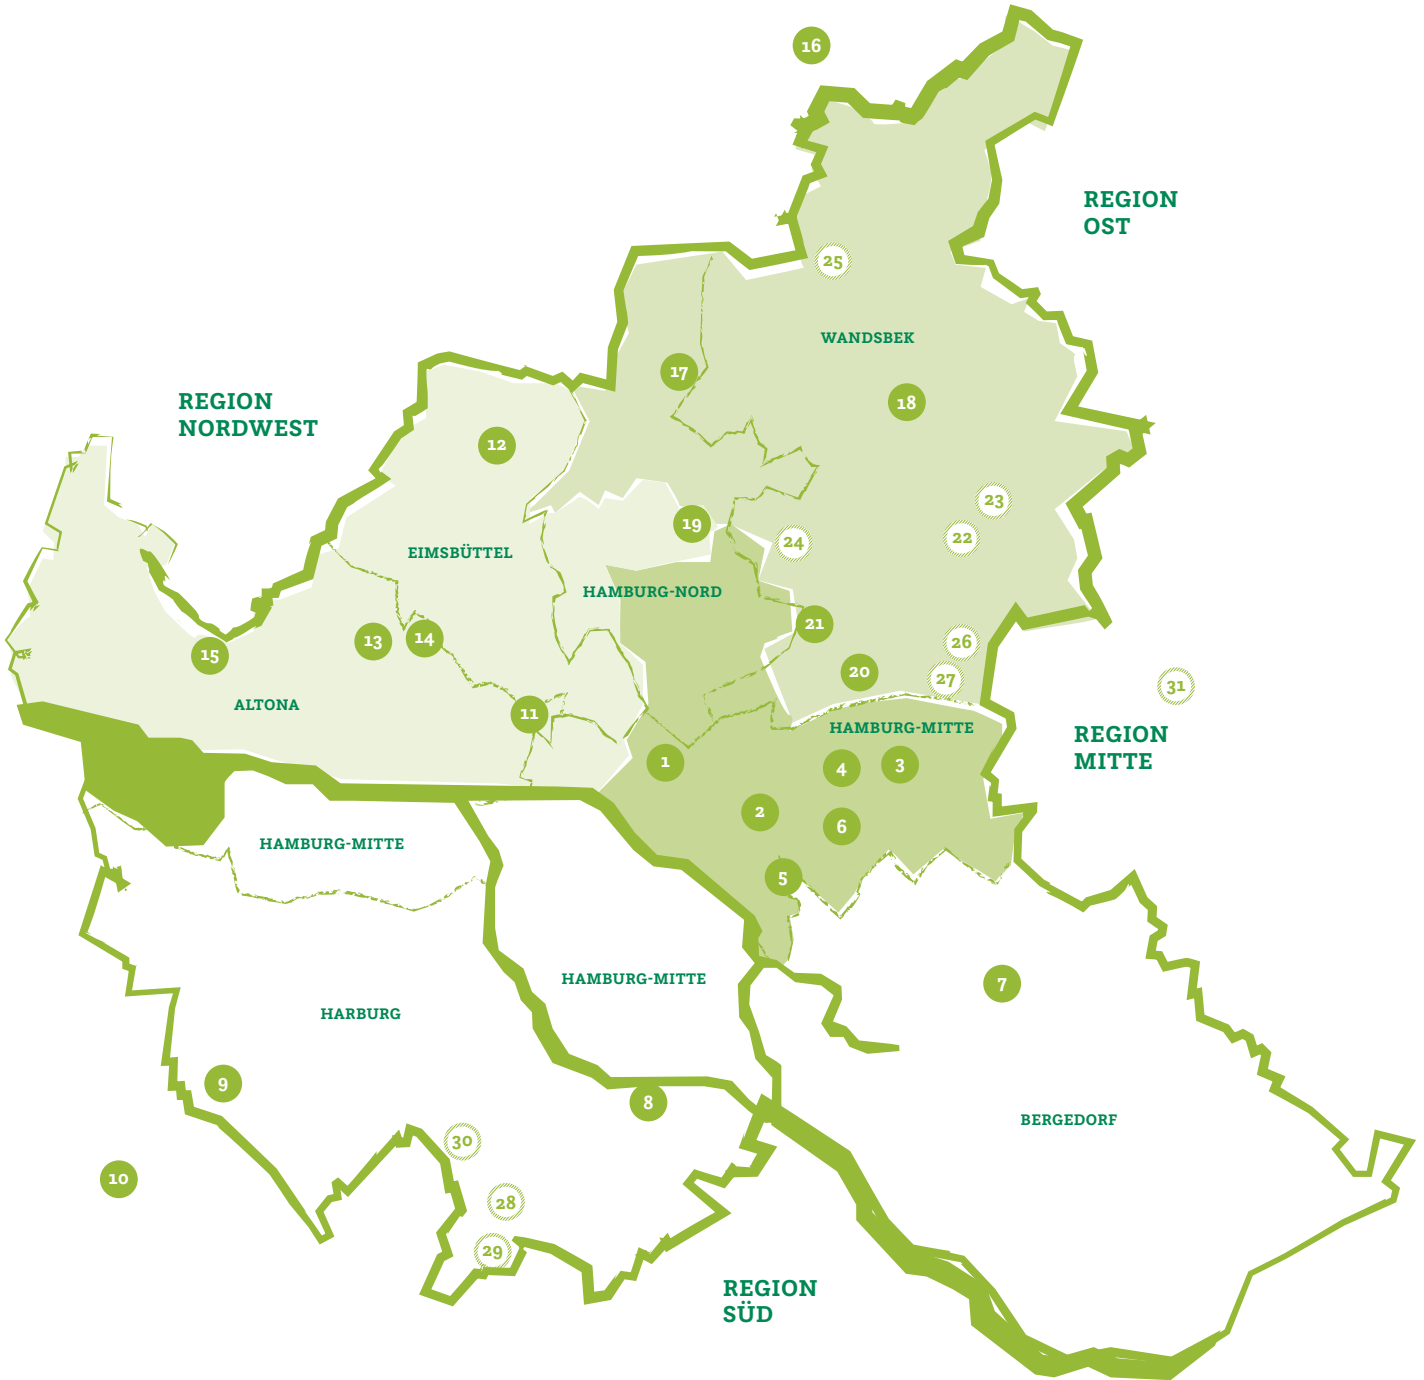 16
REGION
OST
25
WANDSBEK
17
18
REGION
NORDWEST
12
23
19
22
24
EIMSBÜTTEL
HAMBURG-NORD
21
13
14
26
15
20
27
31
ALTONA
11
HAMBURG-MITTE
REGION
MITTE
1
4
3
2
6
HAMBURG-MITTE
5
HAMBURG-MITTE
7
HARBURG
9
8
BERGEDORF
30
10
28
29
REGION
SÜD